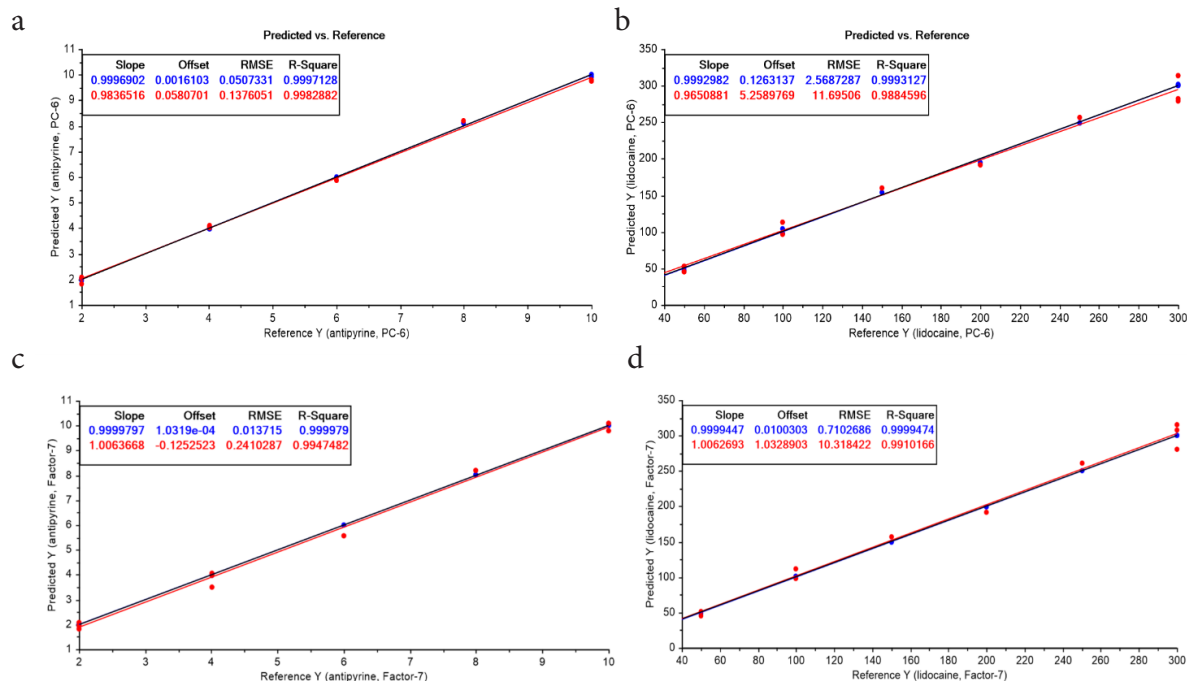 a
Predicted vs. Reference
Slope Offset RMSE R-Square
0.9996902 0.0016103 0.0507331 0.9997128
0.9836516 0.0580701 0.1376051 0.9982882
Predicted Y (antipyrine, PC-6)
11
10
9
8
7
6
5
4
3
2
1
2 3 4 5 6 7 8 9 10
Reference Y (antipyrine, PC-6)
b
Predicted vs. Reference
Slope Offset RMSE R-Square
0.9992982 0.1263137 2.5687287 0.9993127
0.9650881 5.2589769 11.69506 0.9884596
Predicted Y (lidocaine, PC-6)
350
300
250
200
150
100
50
0
40 60 80 100 120 140 160 180 200 220 240 260 280 300
Reference Y (lidocaine, PC-6)
c
Slope Offset RMSE R-Square
0.9999797 1.0319e-04 0.013715 0.999979
1.0063668 -0.1252523 0.2410287 0.9947482
Predicted Y (antipyrine, Factor-7)
11
10
9
8
7
6
5
4
3
2
1
2 3 4 5 6 7 8 9 10
Reference Y (antipyrine, Factor-7)
d
Slope Offset RMSE R-Square
0.9999447 0.0100303 0.7102686 0.9999474
1.0062693 1.0328903 10.318422 0.9910166
Predicted Y (lidocaine, Factor-7)
350
300
250
200
150
100
50
0
40 60 80 100 120 140 160 180 200 220 240 260 280 300
Reference Y (lidocaine, Factor-7)